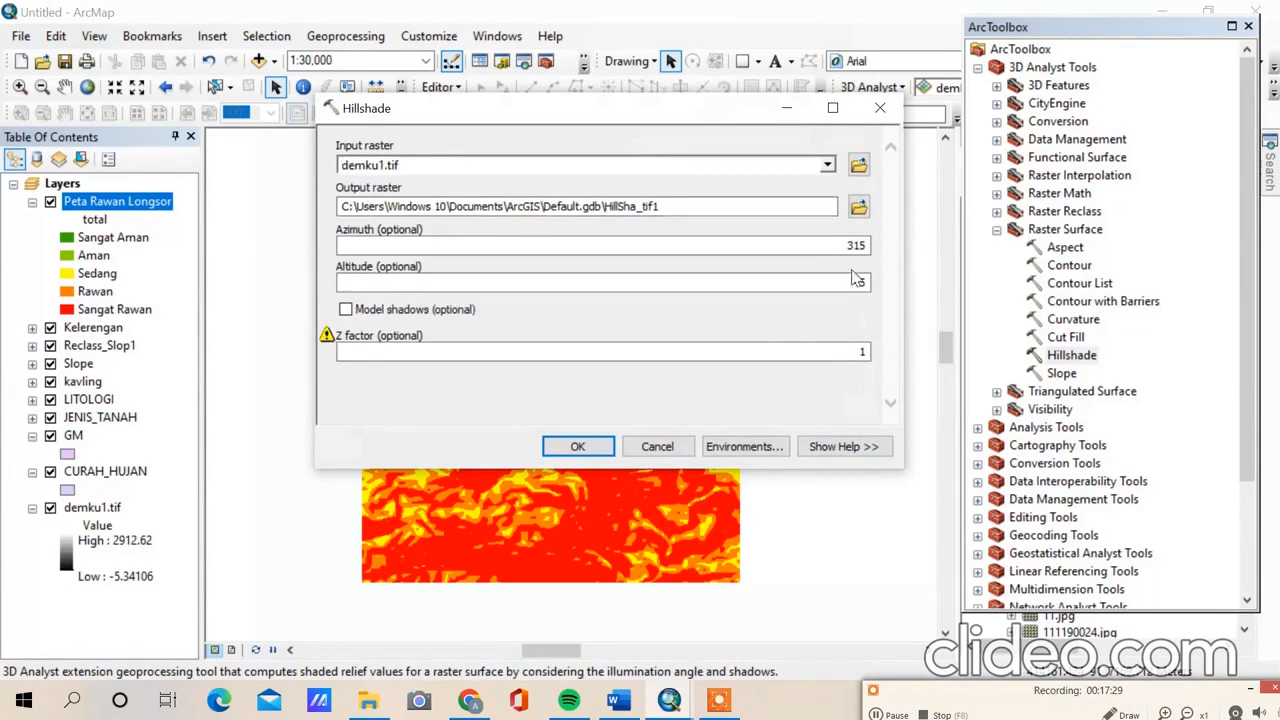 Untitled - ArcMap
File Edit View Bookmarks Insert Selection Geoprocessing Customize Windows Help
1:30,000
Drawing
A
Arial
Editor
3D Analyst
Table Of Contents
Layers
Peta Rawan Longsor
total
Sangat Aman
Aman
Sedang
Rawan
Sangat Rawan
Kelerengan
Reclass_Slop1
Slope
kavling
LITOLOGI
JENIS_TANAH
GM
CURAH_HUJAN
demku1.tif
Value
High : 2912.62
Low : -5.34106
Hillshade
Input raster
demku1.tif
Output raster
C:\Users\Windows 10\Documents\ArcGIS\Default.gdb\HillSha_tif1
Azimuth (optional)
315
Altitude (optional)
Model shadows (optional)
Z factor (optional)
1
OK
Cancel
Environments...
Show Help >>
ArcToolbox
ArcToolbox
3D Analyst Tools
3D Features
CityEngine
Conversion
Data Management
Functional Surface
Raster Interpolation
Raster Math
Raster Reclass
Raster Surface
Aspect
Contour
Contour List
Contour with Barriers
Curvature
Cut Fill
Hillshade
Slope
Triangulated Surface
Visibility
Analysis Tools
Cartography Tools
Conversion Tools
Data Interoperability Tools
Data Management Tools
Editing Tools
Geocoding Tools
Geostatistical Analyst Tools
Linear Referencing Tools
Multidimension Tools
Network Analyst Tools
Search
11.jpg
111190024.jpg
clideo.com
3D Analyst extension geoprocessing tool that computes shaded relief values for a raster surface by considering the illumination angle and shadows.
Recording: 00:17:29
Pause
Stop (F8)
Draw
x1